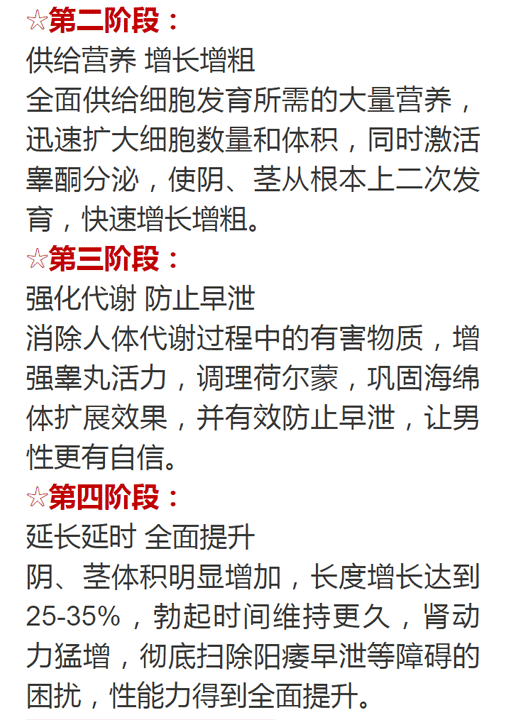 ☆第二阶段：
供给营养 增长增粗
全面供给细胞发育所需的大量营养，
迅速扩大细胞数量和体积，同时激活
睾酮分泌，使阴、茎从根本上二次发
育，快速增长增粗。
☆第三阶段：
强化代谢 防止早泄
消除人体代谢过程中的有害物质，增
强睾丸活力，调理荷尔蒙，巩固海绵
体扩展效果，并有效防止早泄，让男
性更有自信。
☆第四阶段：
延长延时 全面提升
阴、茎体积明显增加，长度增长达到
25-35%，勃起时间维持更久，肾动
力猛增，彻底扫除阳痿早泄等障碍的
困扰，性能力得到全面提升。